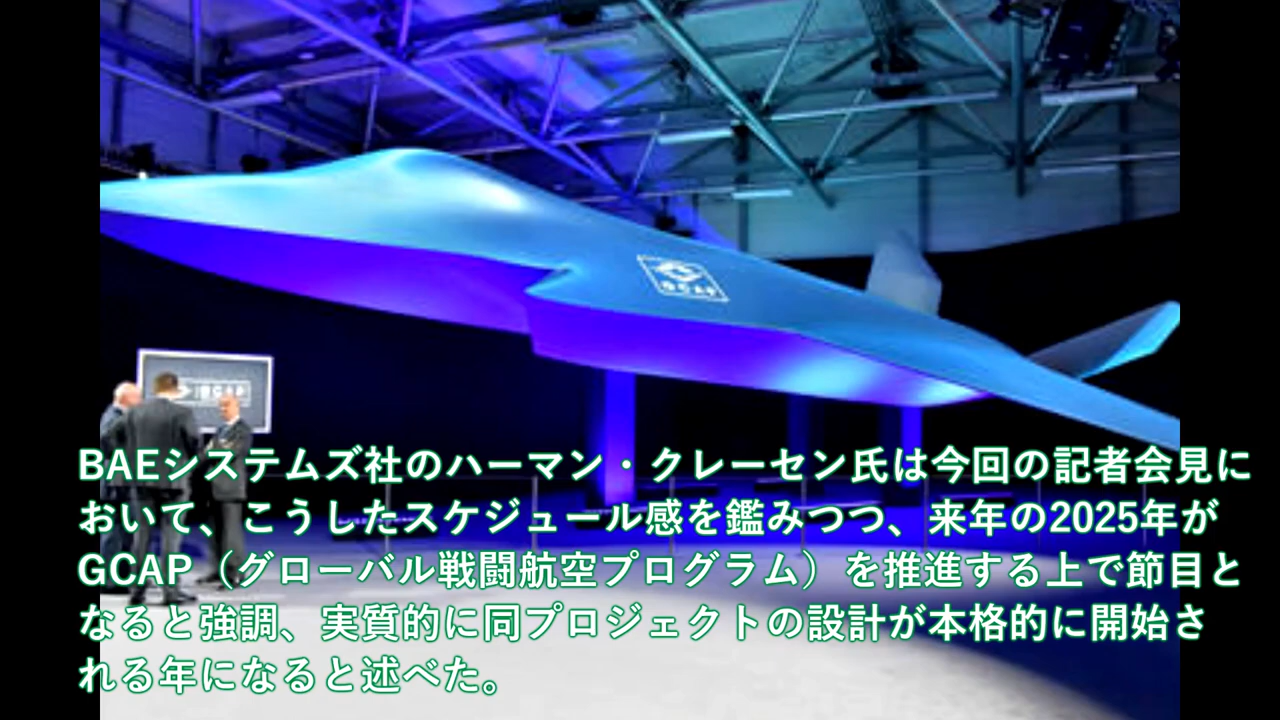 GCAP
GCAP
BAEシステムズ社のハーマン・クレーセン氏は今回の記者会見に
おいて、こうしたスケジュール感を鑑みつつ、来年の2025年が
GCAP（グローバル戦闘航空プログラム）を推進する上で節目と
なると強調、実質的に同プロジェクトの設計が本格的に開始さ
れる年になると述べた。